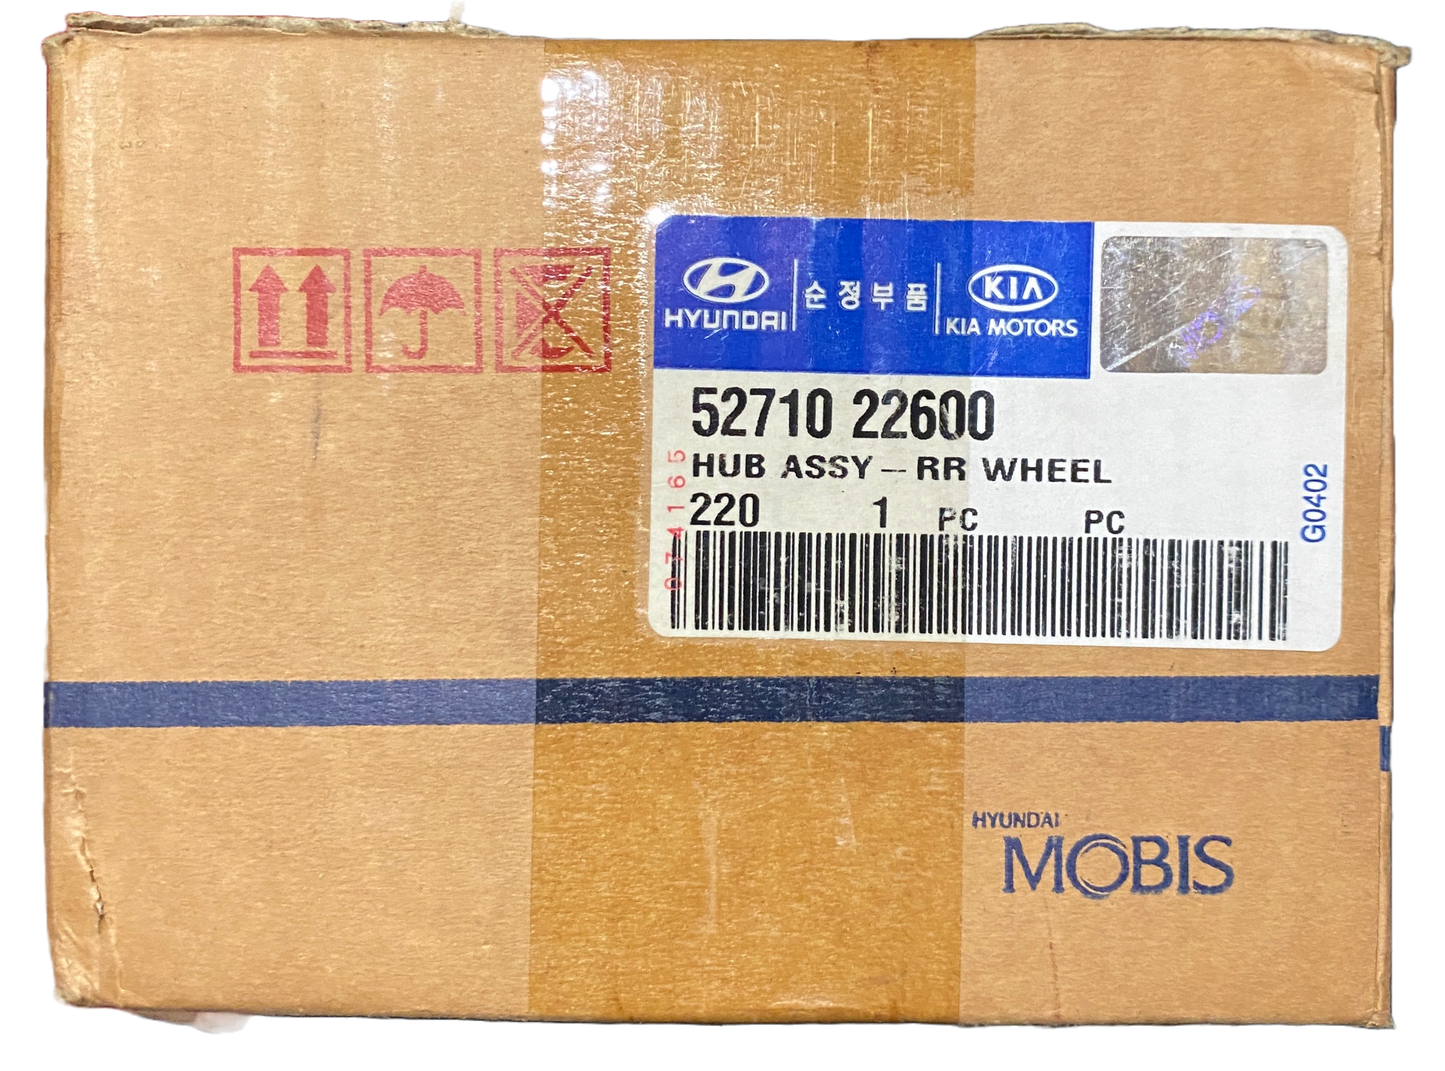 HYUNDAI
순정부품
KIA
KIA MOTORS
52710 22600
HUB ASSY – RR WHEEL
220 1 PC PC
074165
G0402
HYUNDAI
MOBIS